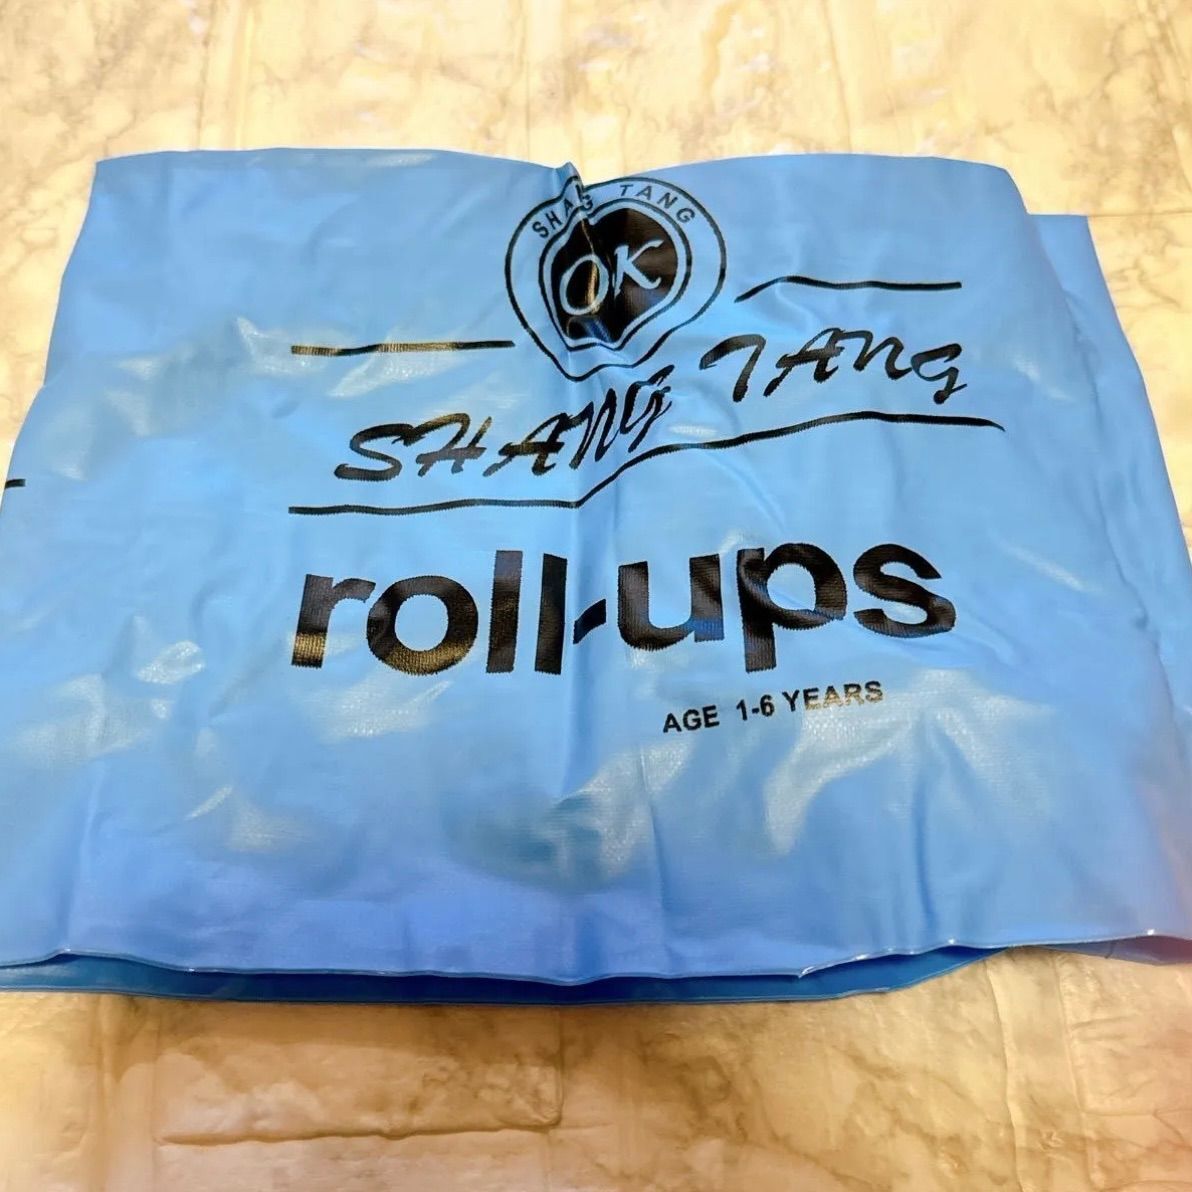 SHANG TANG
OK
SHANG TANG
roll-ups
AGE 1-6 YEARS